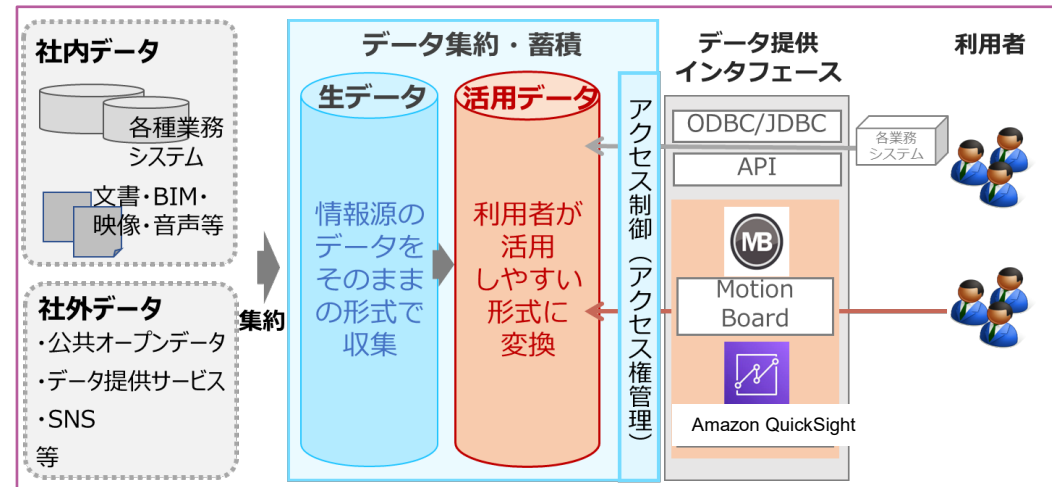 社内データ
各種業務
システム
文書・BIM・
映像・音声等
社外データ
・公共オープンデータ
・データ提供サービス
・SNS
等
集約
データ集約・蓄積
生データ
情報源の
データを
そのまま
の形式で
収集
活用データ
利用者が
活用
しやすい
形式に
変換
アクセス制御（アクセス権管理）
データ提供
インタフェース
ODBC/JDBC
API
MB
Motion
Board
Amazon QuickSight
各業務
システム
利用者